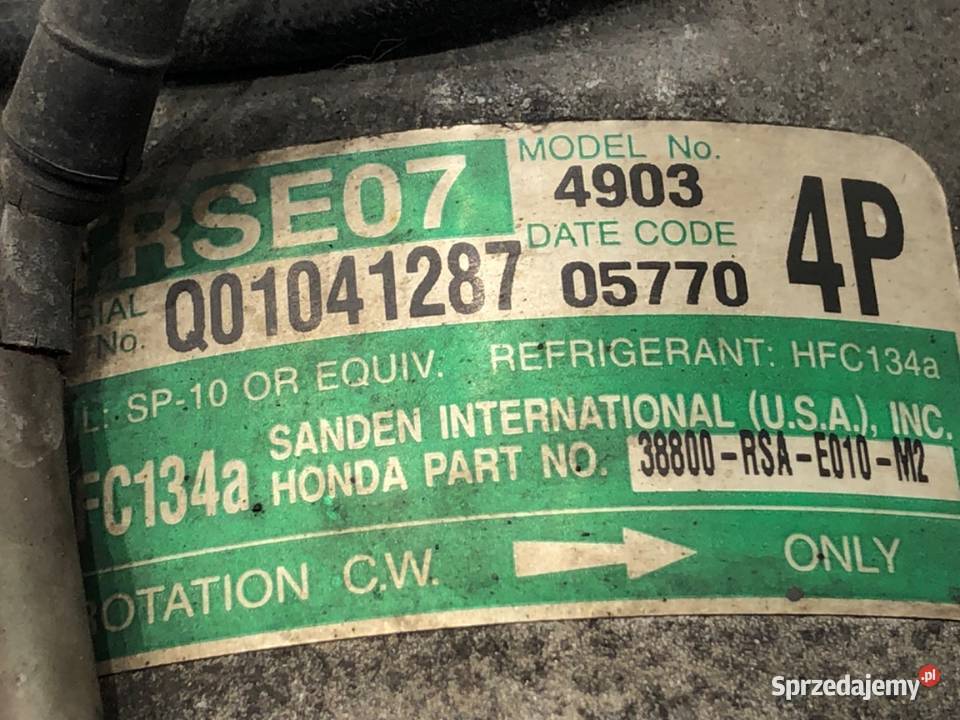 TRSE07
MODEL No.
4903
4P
DATE CODE
05770
No. Q01041287
SP-10 OR EQUIV. REFRIGERANT: HFC134a
SANDEN INTERNATIONAL (U.S.A.), INC.
FC134a HONDA PART NO. 38800-RSA-E010-M2
ROTATION C.W. ONLY
Sprzedajemy.pl